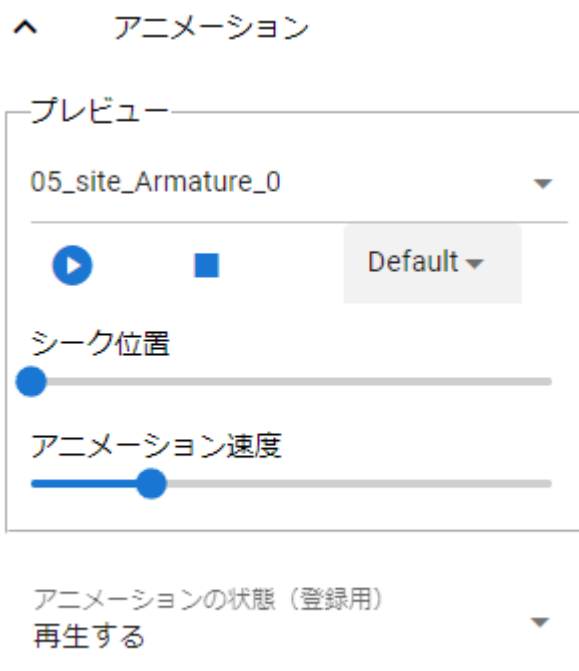 アニメーション
プレビュー
05_site_Armature_0
Default
シーク位置
アニメーション速度
アニメーションの状態（登録用）
再生する